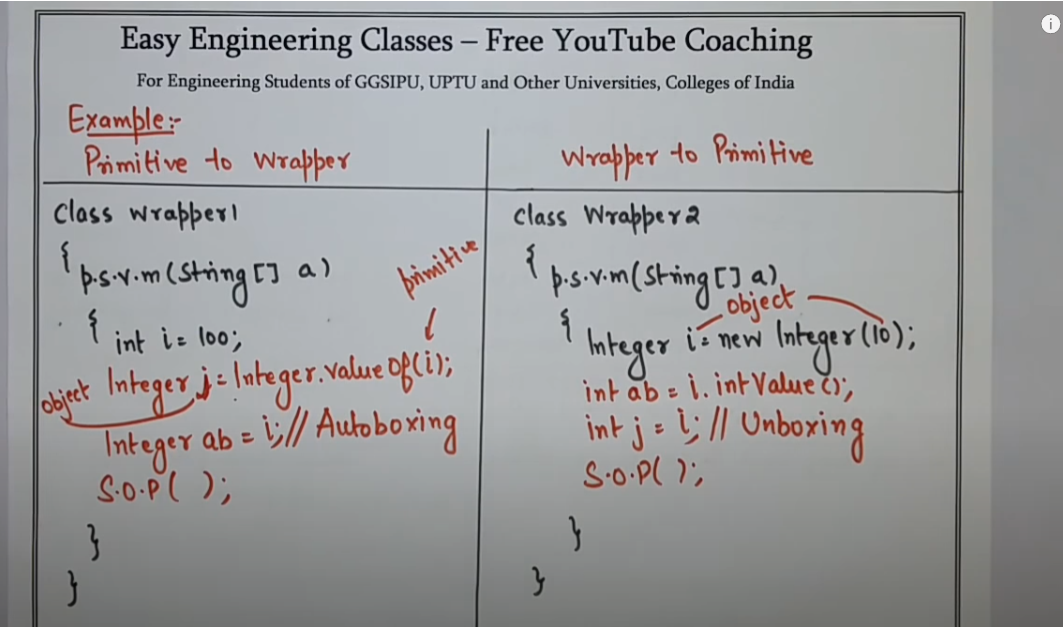 Easy Engineering Classes – Free YouTube Coaching
For Engineering Students of GGSIPU, UPTU and Other Universities, Colleges of India
Example:-
Primitive to Wrapper
Class Wrapper1
{
p.s.v.m(String [] a)
primitive
{
int i = 100;
object Integer j = Integer.valueOf(i);
Integer ab = i; // Autoboxing
S.O.P( );
}
}
Wrapper to Primitive
class Wrapper2
{
p.s.v.m(String [] a)
object
{
Integer i = new Integer(10);
int ab = i.intValue();
int j = i; // Unboxing
S.O.P( );
}
}